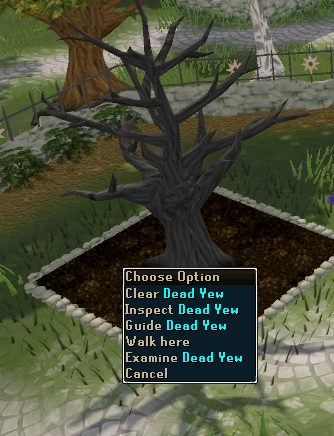 Choose Option
Clear Dead Yew
Inspect Dead Yew
Guide Dead Yew
Walk here
Examine Dead Yew
Cancel